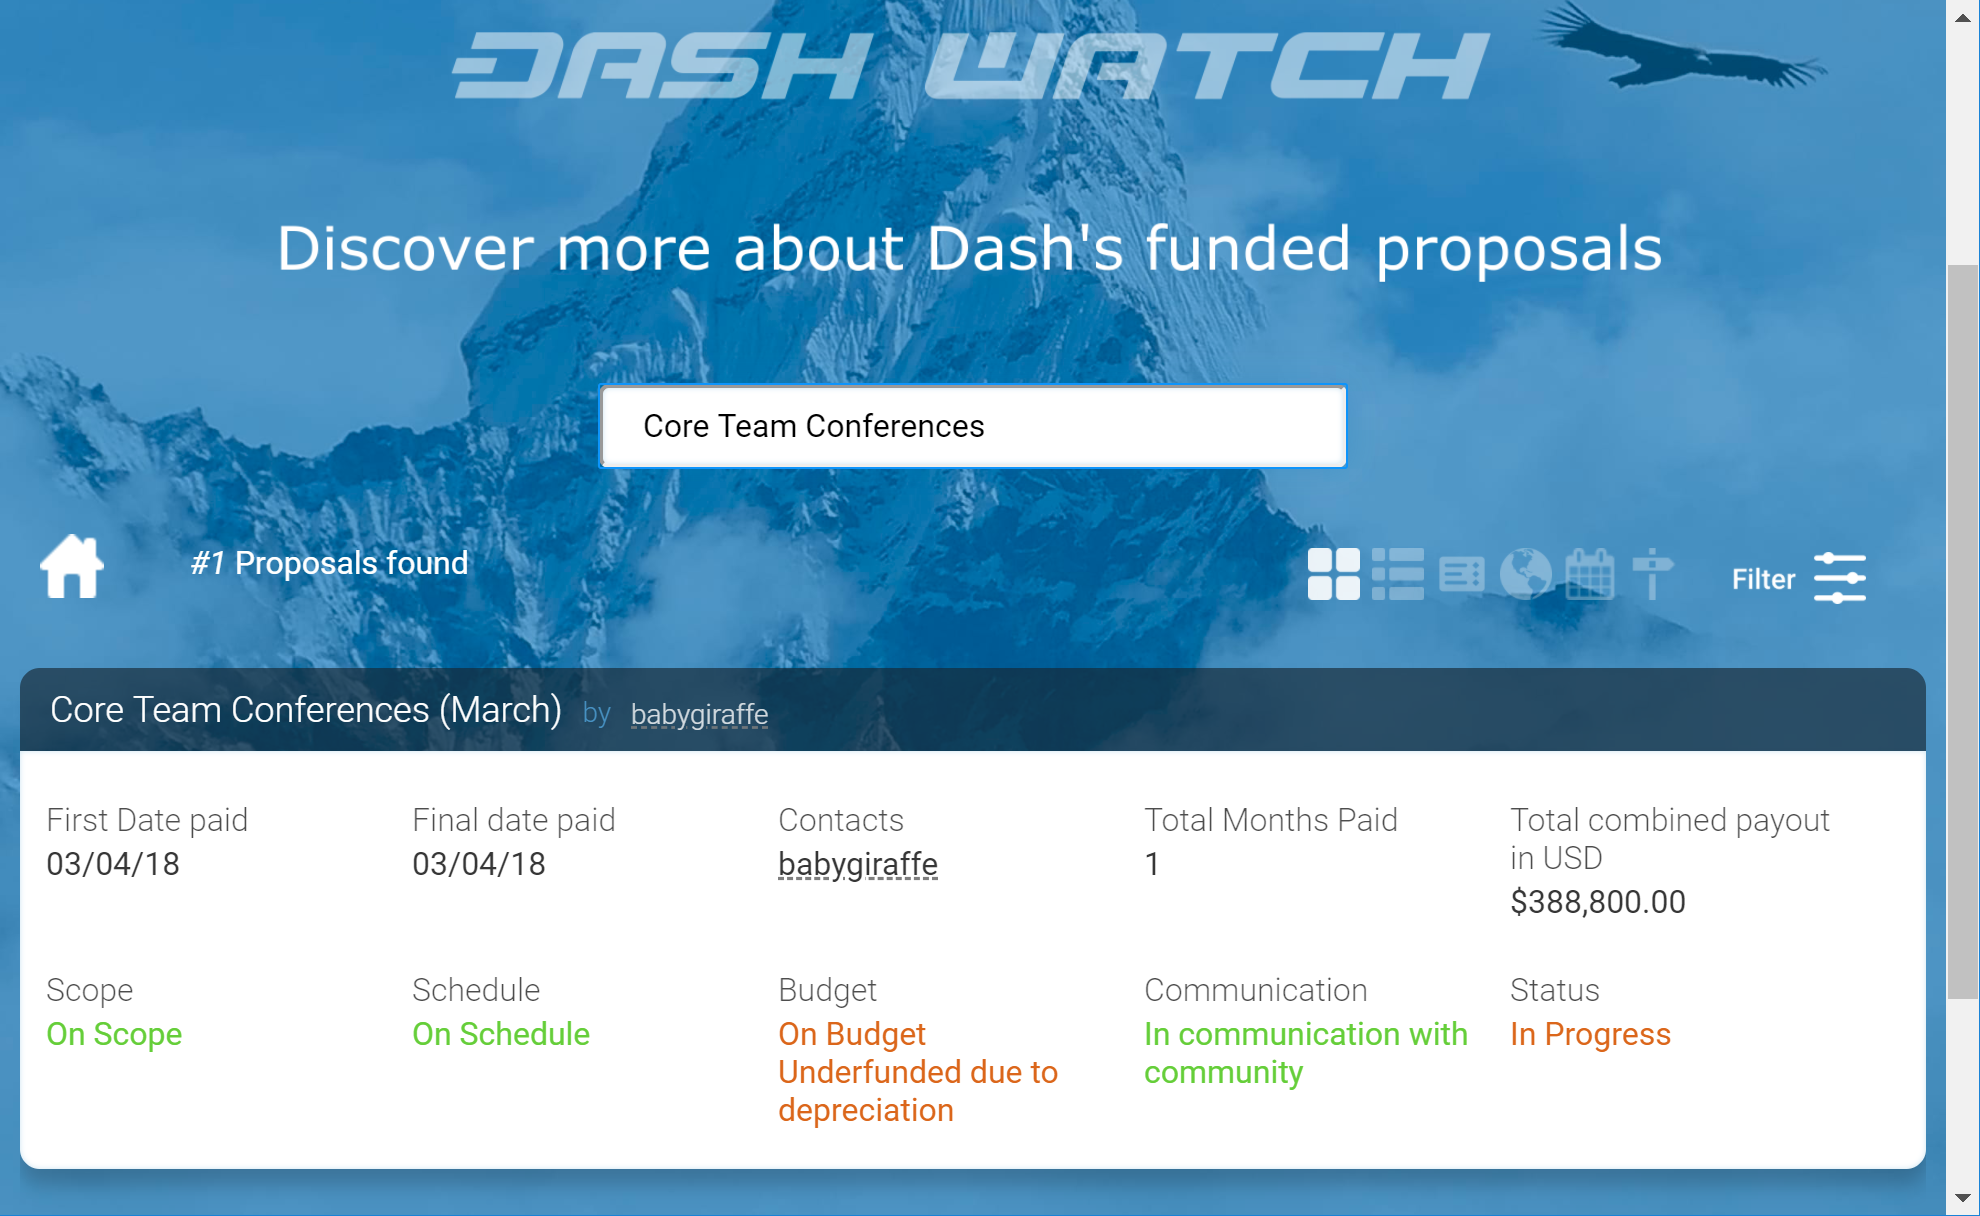 DASH WATCH
Discover more about Dash's funded proposals
Core Team Conferences
#1 Proposals found
Filter
Core Team Conferences (March) by babygiraffe
First Date paid
03/04/18
Final date paid
03/04/18
Contacts
babygiraffe
Total Months Paid
1
Total combined payout
in USD
$388,800.00
Scope
On Scope
Schedule
On Schedule
Budget
On Budget
Underfunded due to
depreciation
Communication
In communication with
community
Status
In Progress